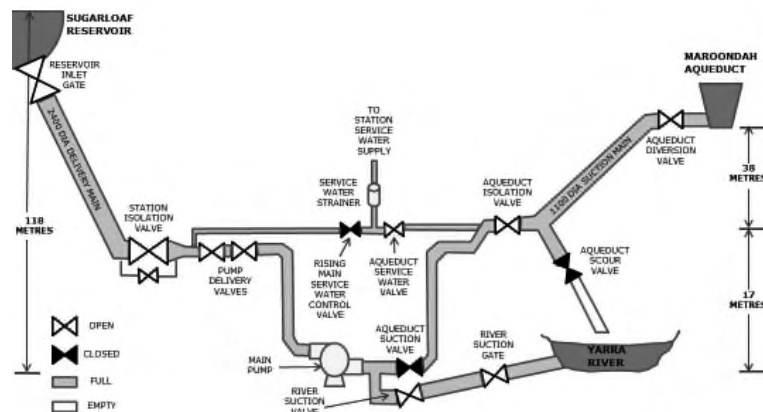 SUGARLOAF
RESERVOIR
RESERVOIR
INLET
GATE
2400 DIA DELIVERY MAIN
118
METRES
STATION
ISOLATION
VALVE
PUMP
DELIVERY
VALVES
TO
STATION
SERVICE
WATER
SUPPLY
SERVICE
WATER
STRAINER
RISING
MAIN
SERVICE
WATER
CONTROL
VALVE
AQUEDUCT
SERVICE
WATER
VALVE
AQUEDUCT
ISOLATION
VALVE
1100 DIA SUCTION MAIN
MAROONDAH
AQUEDUCT
AQUEDUCT
DIVERSION
VALVE
38
METRES
AQUEDUCT
SCOUR
VALVE
17
METRES
AQUEDUCT
SUCTION
VALVE
RIVER
SUCTION
GATE
YARRA
RIVER
MAIN
PUMP
RIVER
SUCTION
VALVE
OPEN
CLOSED
FULL
EMPTY